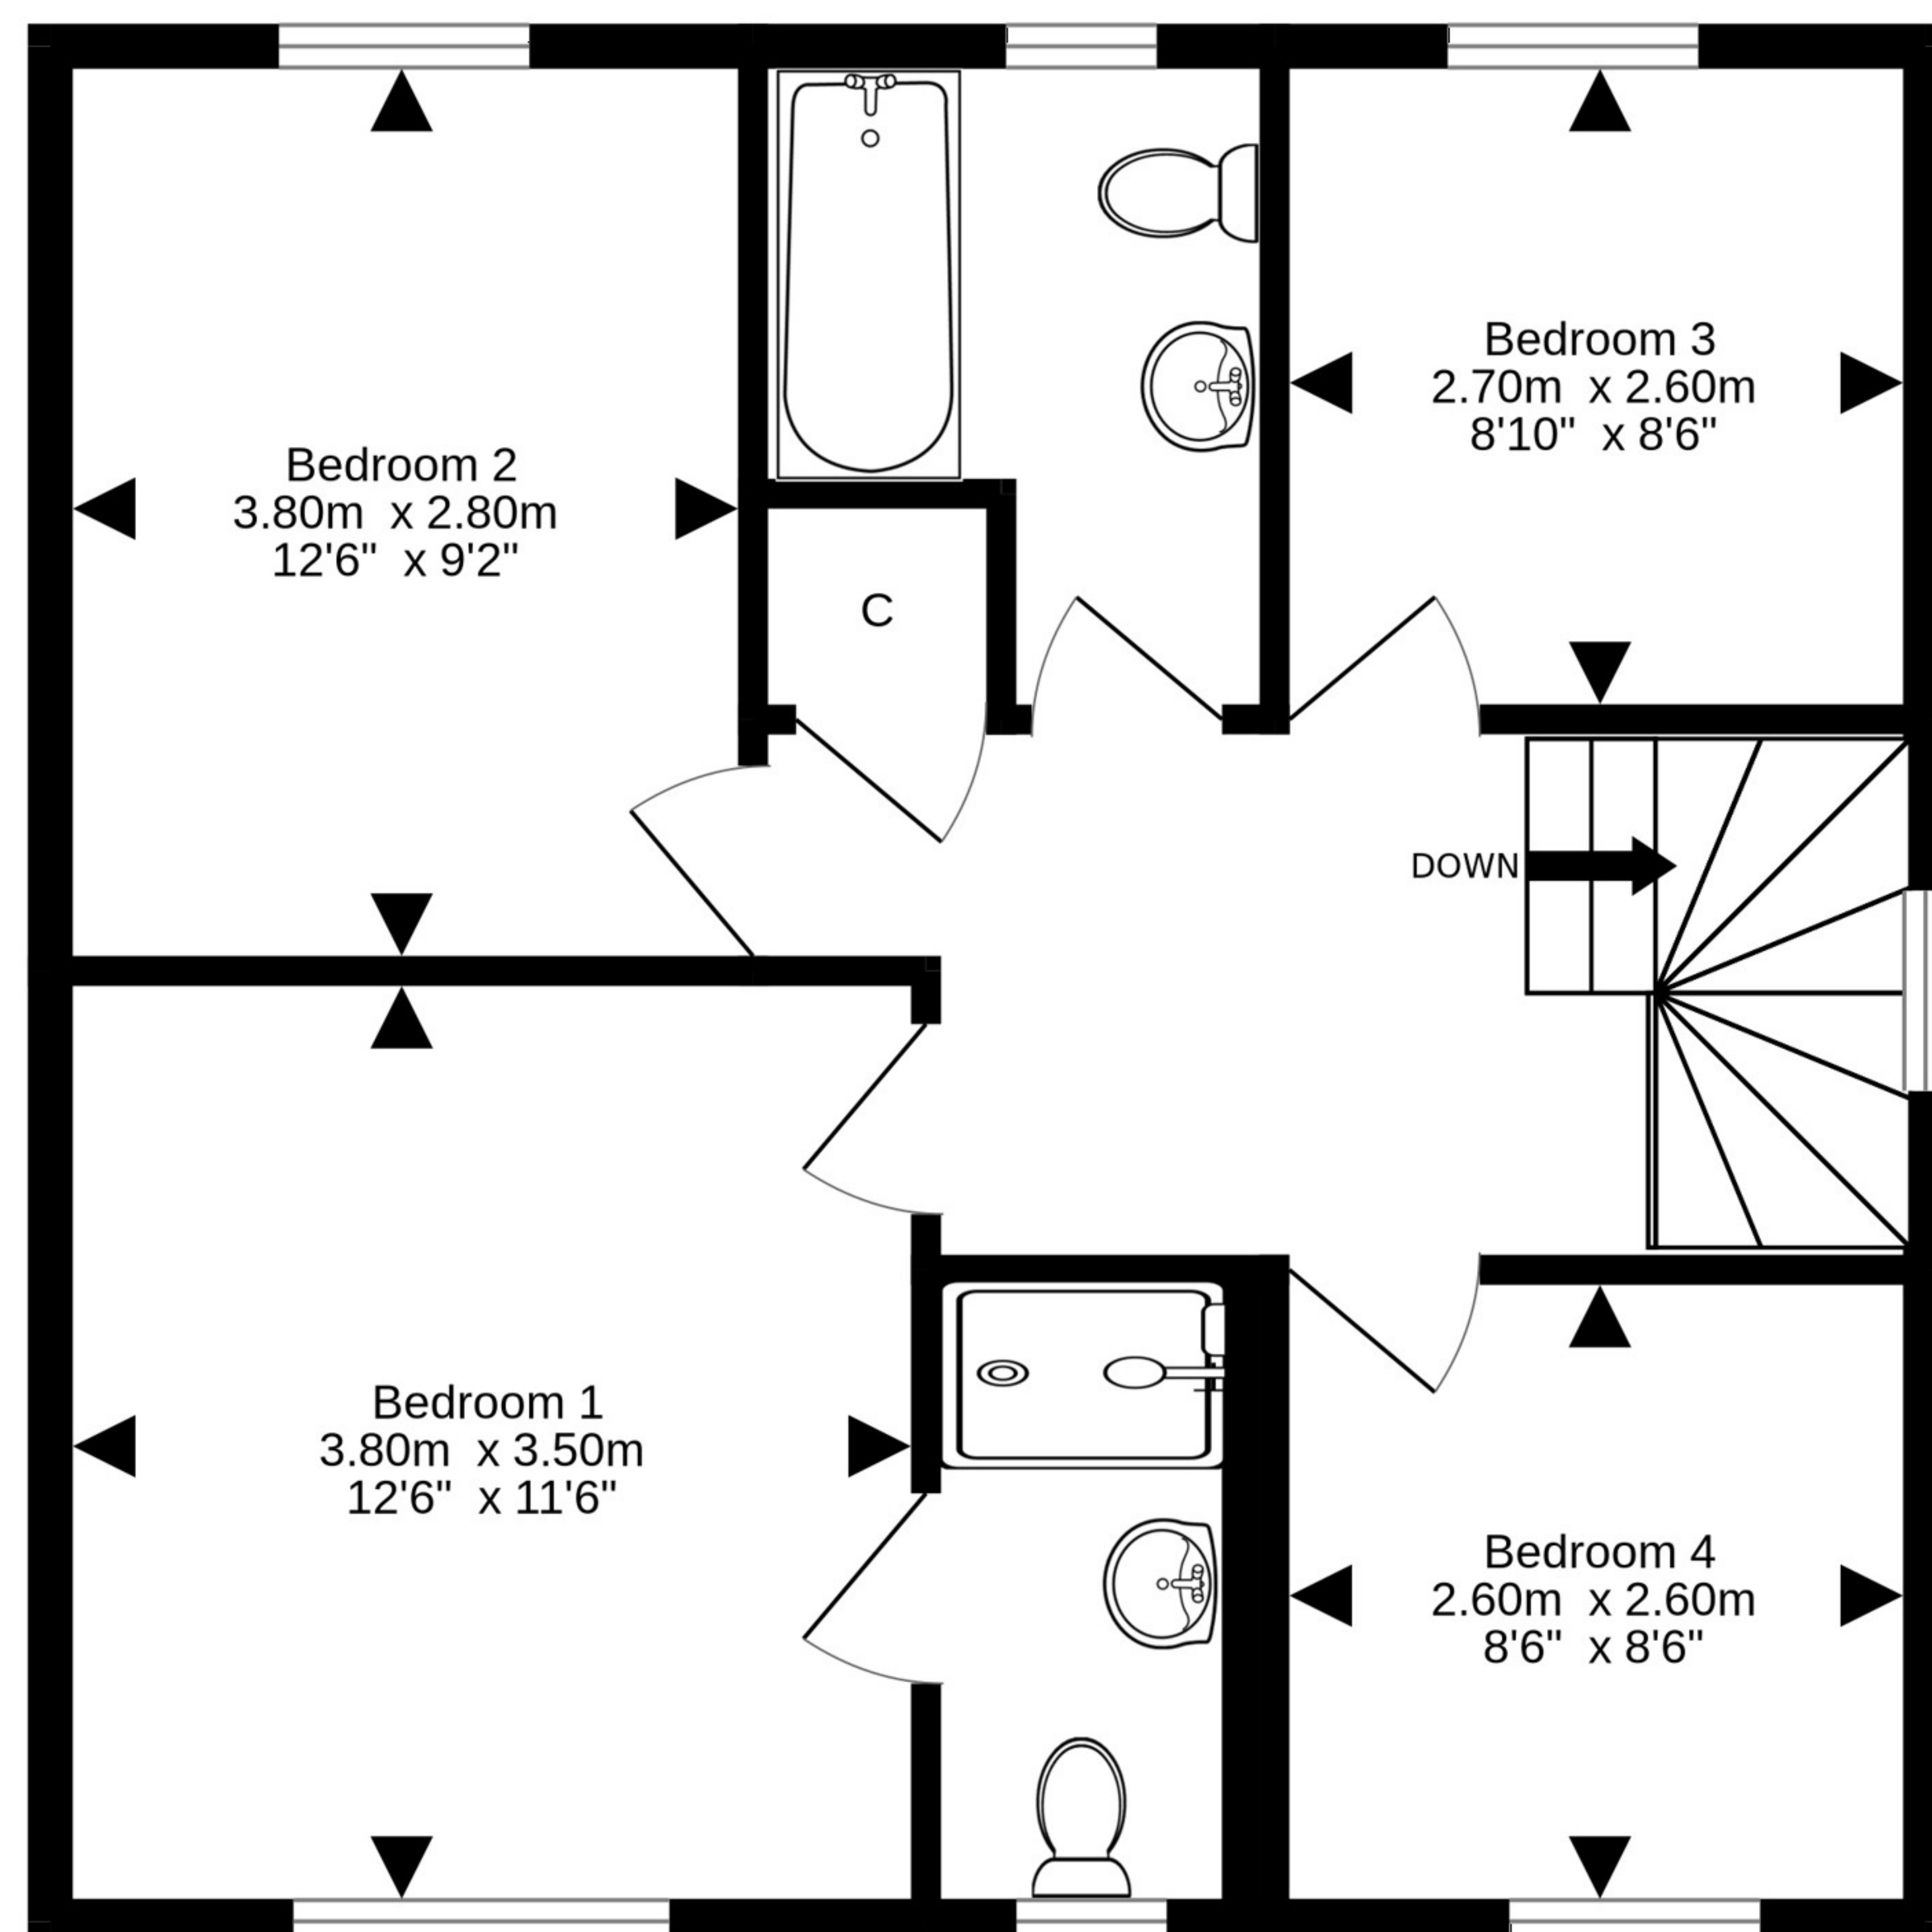 Bedroom 2
3.80m x 2.80m
12'6" x 9'2"
C
Bedroom 3
2.70m x 2.60m
8'10" x 8'6"
DOWN
Bedroom 1
3.80m x 3.50m
12'6" x 11'6"
Bedroom 4
2.60m x 2.60m
8'6" x 8'6"